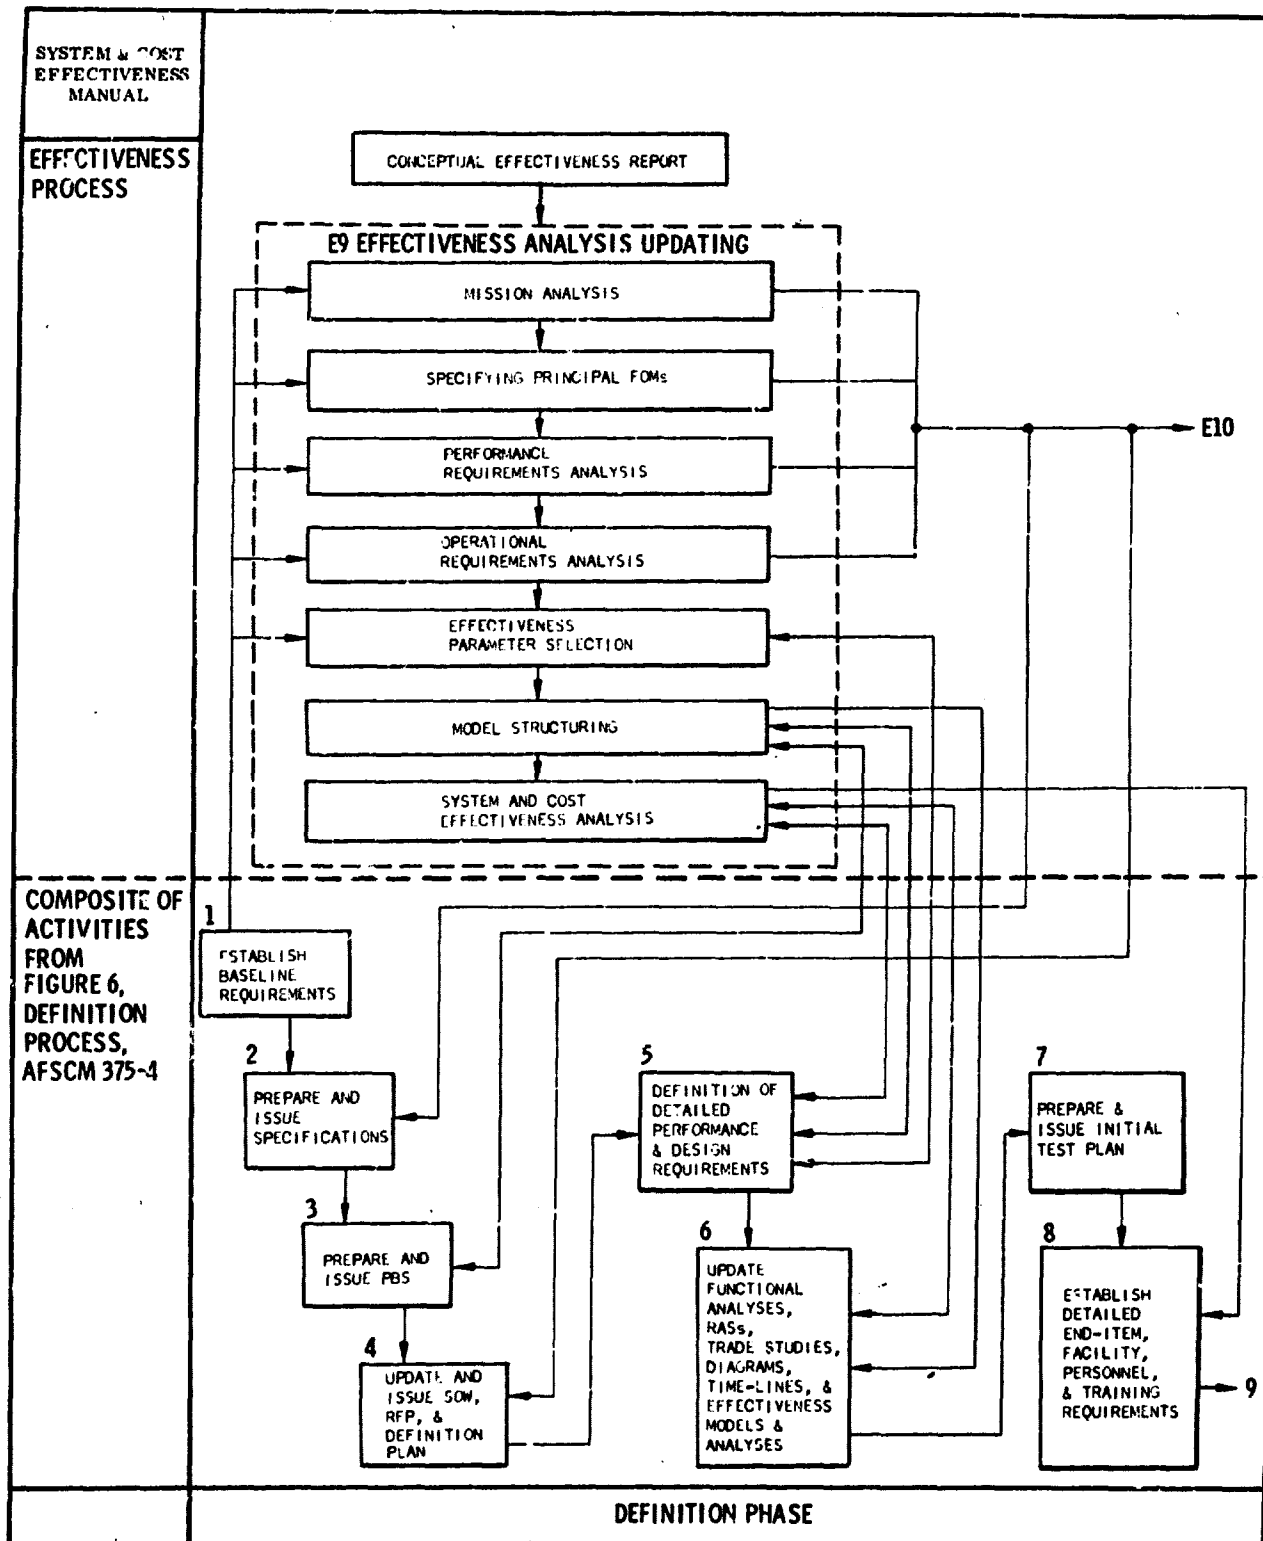 SYSTEM & COST
EFFECTIVENESS
MANUAL
EFFECTIVENESS
PROCESS
CONCEPTUAL EFFECTIVENESS REPORT
E9 EFFECTIVENESS ANALYSIS UPDATING
MISSION ANALYSIS
SPECIFYING PRINCIPAL FOMs
PERFORMANCE
REQUIREMENTS ANALYSIS
E10
OPERATIONAL
REQUIREMENTS ANALYSIS
EFFECTIVENESS
PARAMETER SELECTION
MODEL STRUCTURING
SYSTEM AND COST
EFFECTIVENESS ANALYSIS
COMPOSITE OF
ACTIVITIES
FROM
FIGURE 6,
DEFINITION
PROCESS,
AFSCM 375-4
1
ESTABLISH
BASELINE
REQUIREMENTS
2
PREPARE AND
ISSUE
SPECIFICATIONS
3
PREPARE AND
ISSUE PBS
4
UPDATE AND
ISSUE SOW,
RFP, &
DEFINITION
PLAN
5
DEFINITION OF
DETAILED
PERFORMANCE
& DESIGN
REQUIREMENTS
6
UPDATE
FUNCTIONAL
ANALYSES,
RASs,
TRADE STUDIES,
DIAGRAMS,
TIME-LINES, &
EFFECTIVENESS
MODELS &
ANALYSES
7
PREPARE &
ISSUE INITIAL
TEST PLAN
8
ESTABLISH
DETAILED
END-ITEM,
FACILITY,
PERSONNEL,
& TRAINING
REQUIREMENTS
9
DEFINITION PHASE